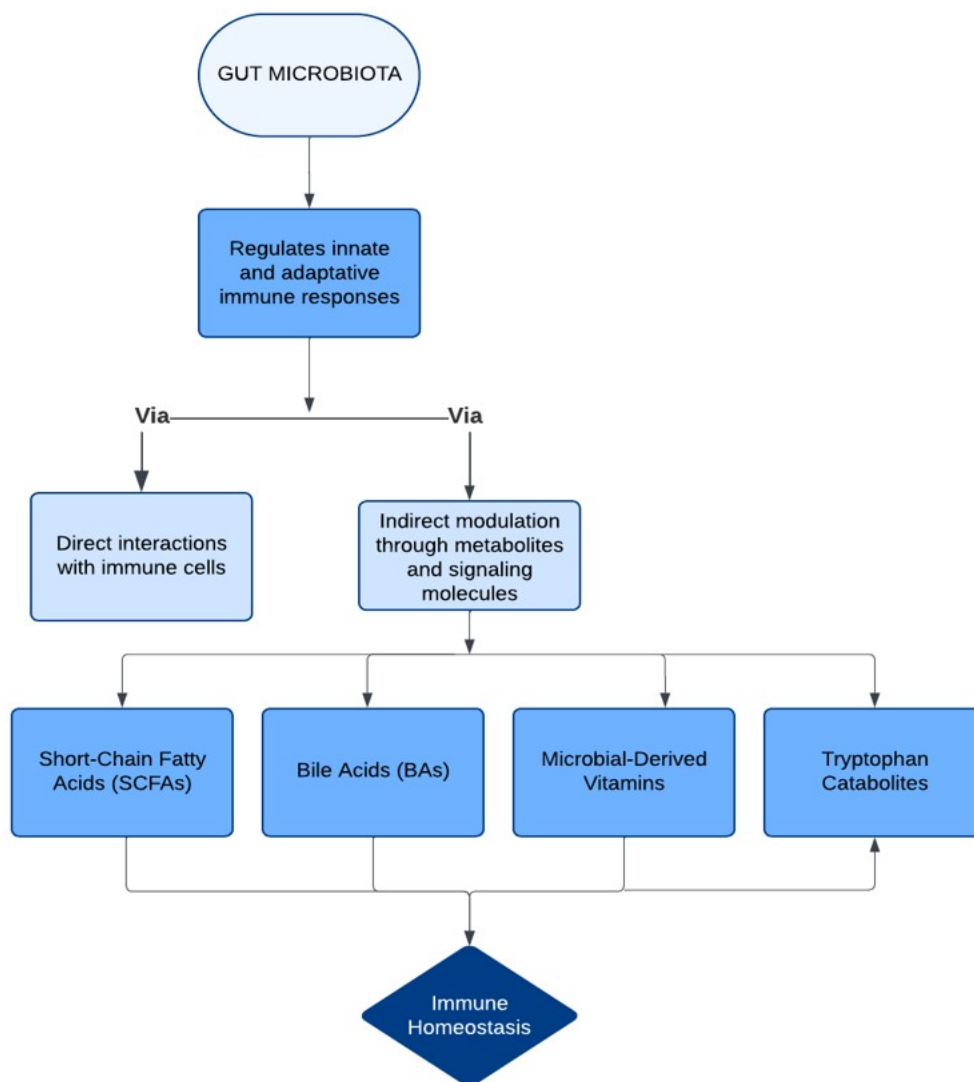 GUT MICROBIOTA
Regulates innate
and adaptative
immune responses
Via
Via
Direct interactions
with immune cells
Indirect modulation
through metabolites
and signaling
molecules
Short-Chain Fatty
Acids (SCFAs)
Bile Acids (BAs)
Microbial-Derived
Vitamins
Tryptophan
Catabolites
Immune
Homeostasis